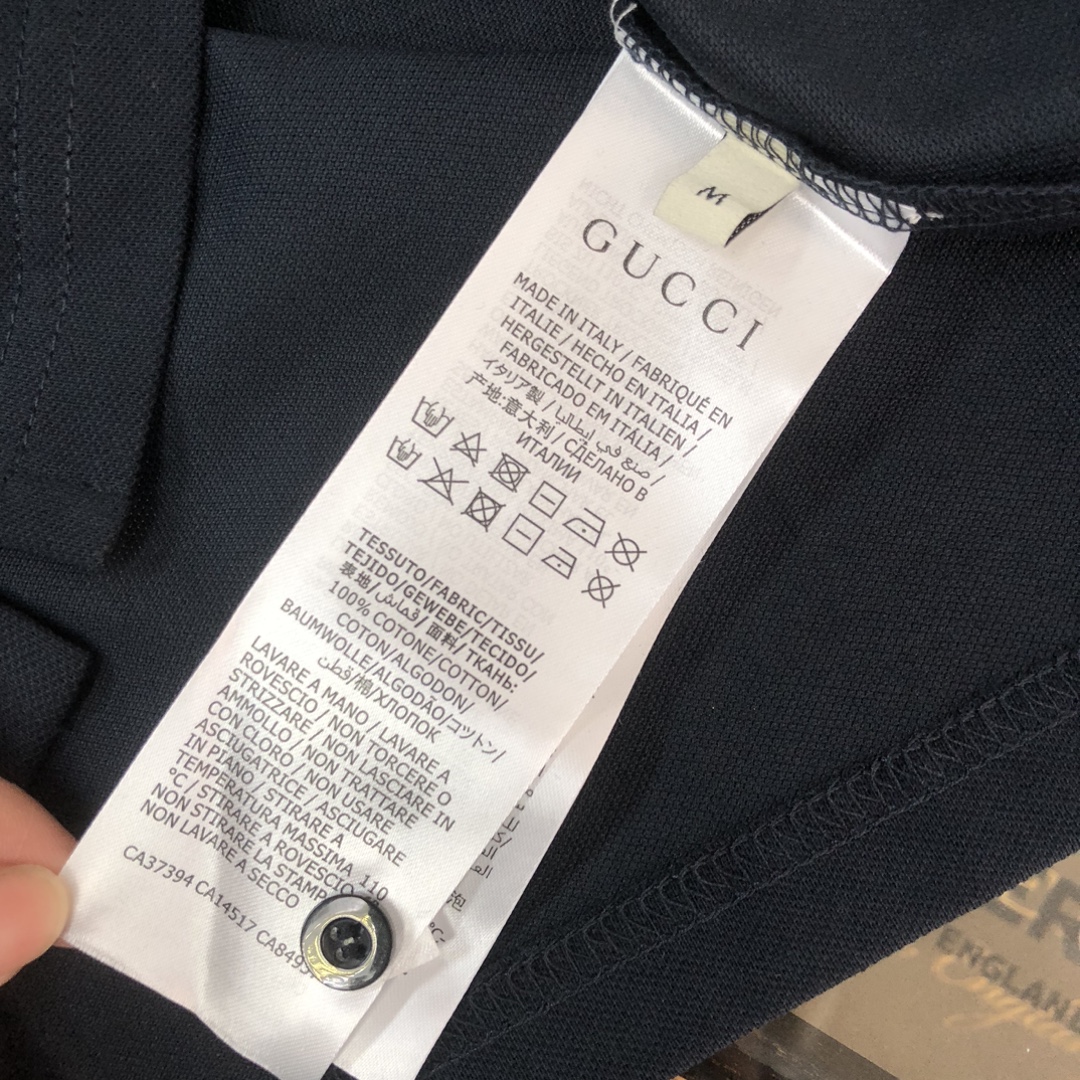 M
GUCCI
MADE IN ITALY / FABRIQUÉ EN
ITALIE / HECHO EN ITALIA /
HERGESTELLT IN ITALIEN /
FABRICADO EM ITÁLIA /
イタリア製 / صنع في إيطاليا /
产地:意大利 / СДЕЛАНО В
ИТАЛИИ
TESSUTO/FABRIC/TISSU/
TEJIDO/GEWEBE/TECIDO/
表地/قماش/面料/ТКАНЬ:
100% COTONE/COTTON/
COTON/ALGODON/
BAUMWOLLE/ALGODÃO/コットン/
قطن/棉/ХЛОПОК
LAVARE A MANO / LAVARE A
ROVESCIO / NON TORCERE O
STRIZZARE / NON LASCIARE IN
AMMOLLO / NON TRATTARE
CON CLORO / NON USARE
ASCIUGATRICE / ASCIUGARE
IN PIANO / STIRARE A
TEMPERATURA MASSIMA 110
°C / STIRARE A ROVESCIO
NON STIRARE LA STAMP
NON LAVARE A SECCO
CA37394 CA14517 CA8493
ENGLAN